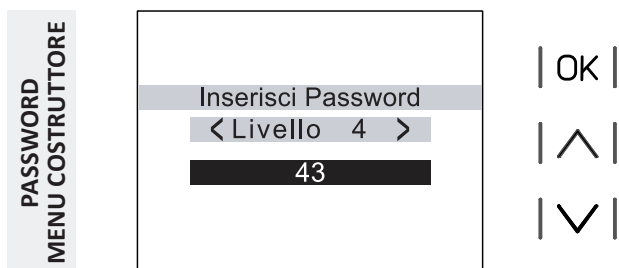 PASSWORD
MENU COSTRUTTORE
Inserisci Password
<Livello 4 >
43
OK